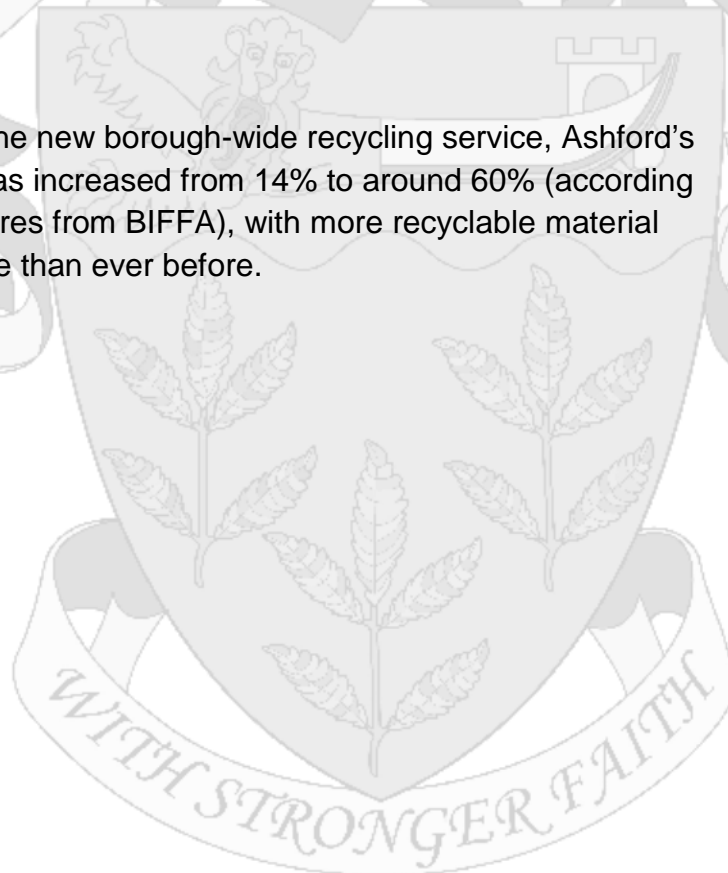 ne new borough-wide recycling service, Ashford’s
as increased from 14% to around 60% (according
res from BIFFA), with more recyclable material
e than ever before.
WITH STRONGER FAITH